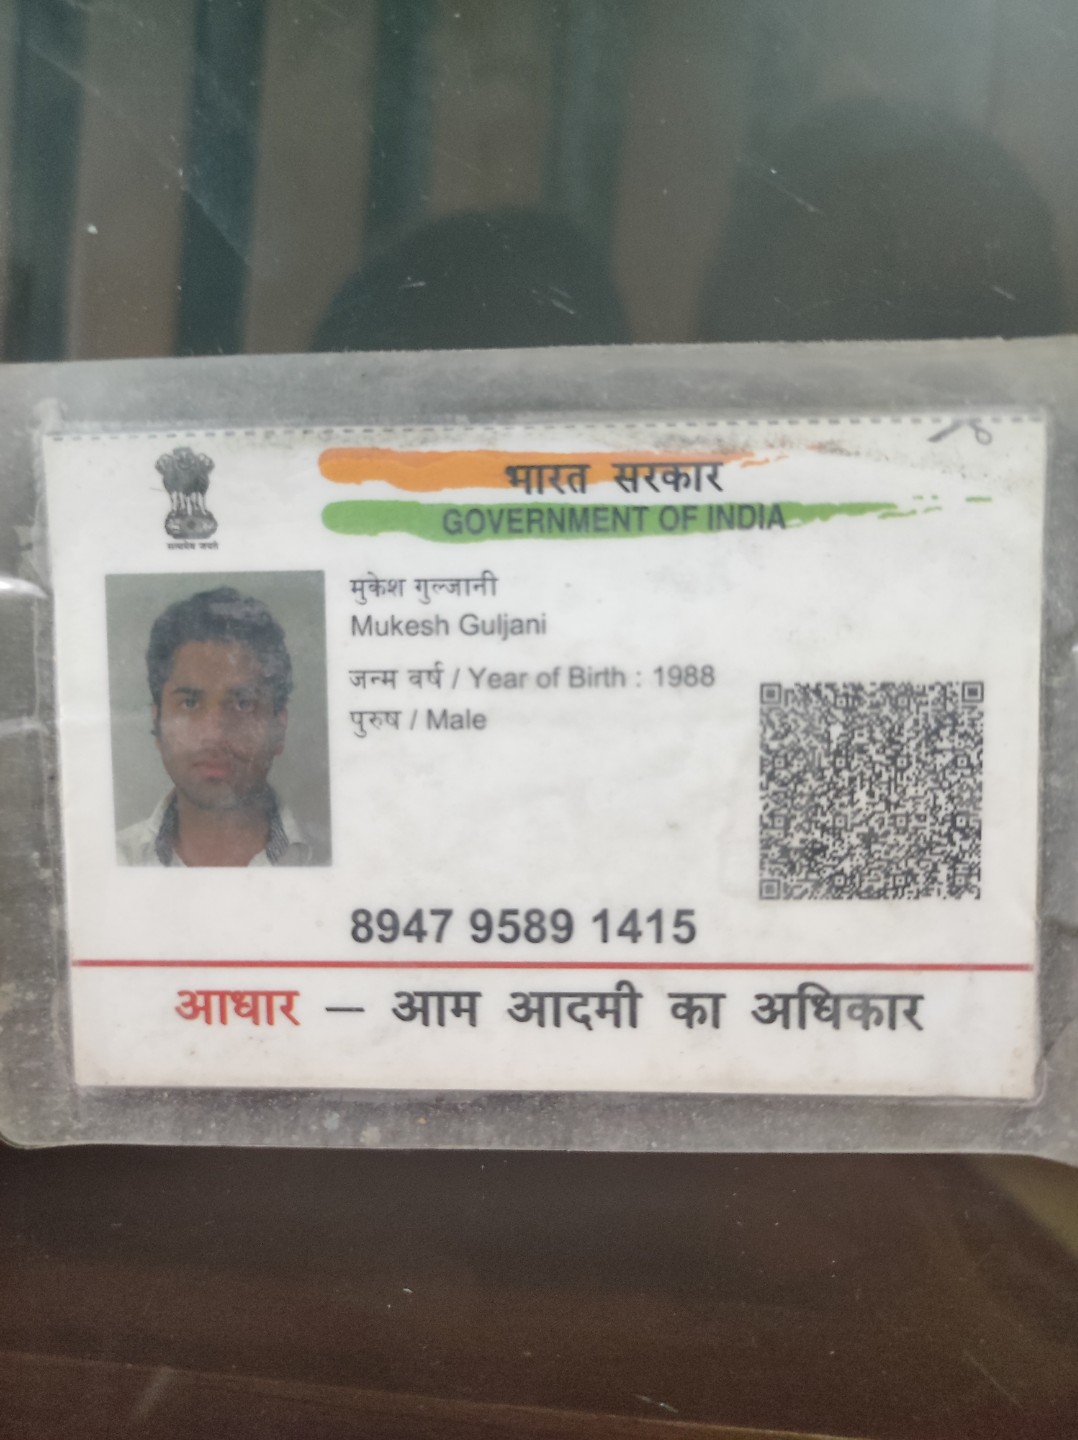 भारत सरकार
GOVERNMENT OF INDIA
सत्यमेव जयते
मुकेश गुल्जानी
Mukesh Guljani
जन्म वर्ष / Year of Birth : 1988
पुरुष / Male
8947 9589 1415
आधार – आम आदमी का अधिकार